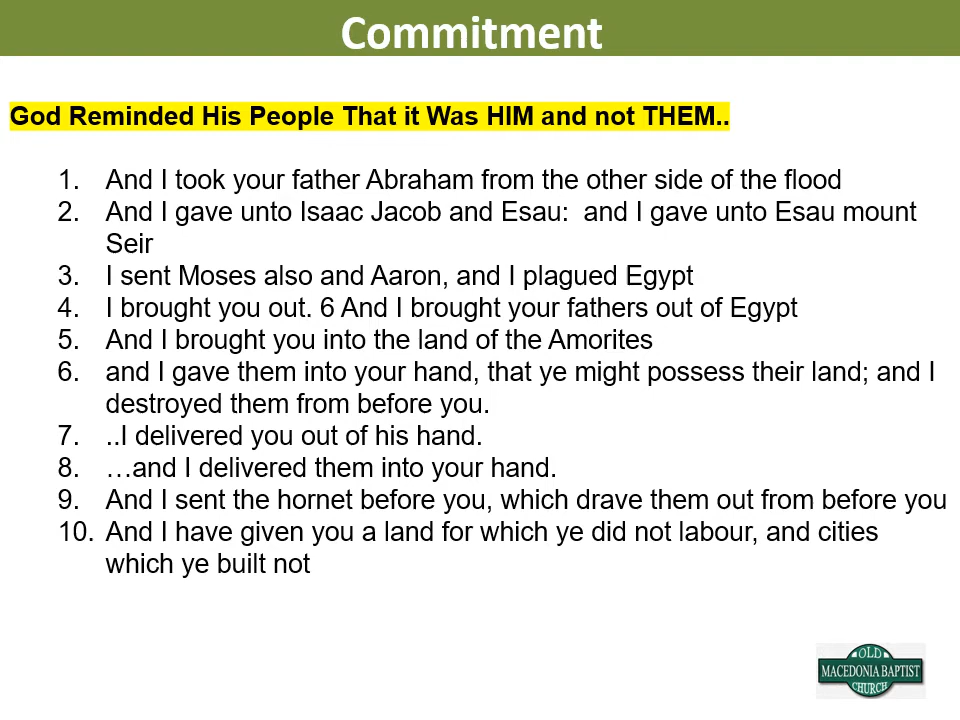 Commitment
God Reminded His People That it Was HIM and not THEM..
1. And I took your father Abraham from the other side of the flood
2. And I gave unto Isaac Jacob and Esau:  and I gave unto Esau mount
Seir
3. I sent Moses also and Aaron, and I plagued Egypt
4. I brought you out. 6 And I brought your fathers out of Egypt
5. And I brought you into the land of the Amorites
6. and I gave them into your hand, that ye might possess their land; and I
destroyed them from before you.
7. ..I delivered you out of his hand.
8. …and I delivered them into your hand.
9. And I sent the hornet before you, which drave them out from before you
10. And I have given you a land for which ye did not labour, and cities
which ye built not
OLD
MACEDONIA BAPTIST
CHURCH